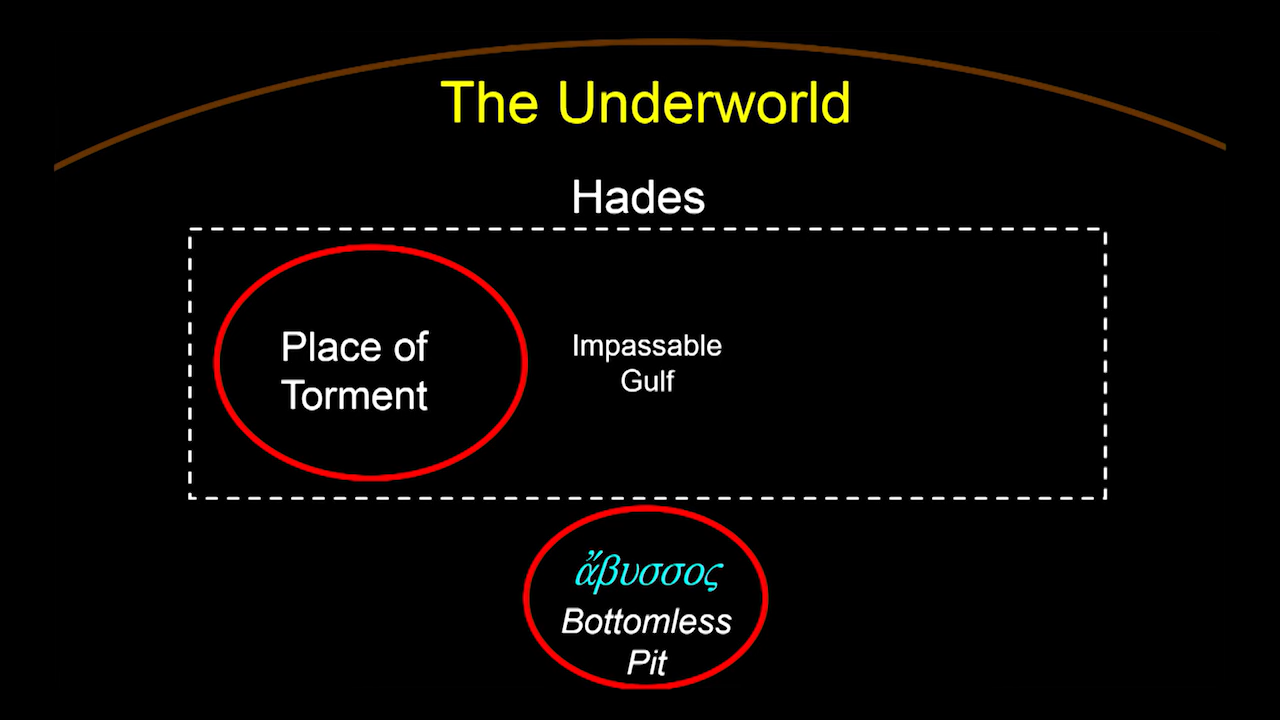 The Underworld
Hades
Place of
Torment
Impassable
Gulf
ἄβυσσος
Bottomless
Pit